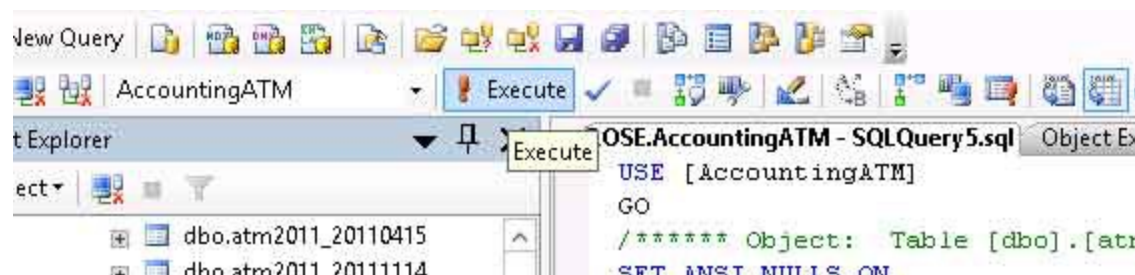 New Query
AccountingATM
Execute
t Explorer
Execute
OSE.AccountingATM - SQLQuery5.sql
Object Ex
ect
USE [AccountingATM]
GO
/****** Object: Table [dbo].[atm
SET ANSI_NULLS ON
dbo.atm2011_20110415
dbo.atm2011_20111114